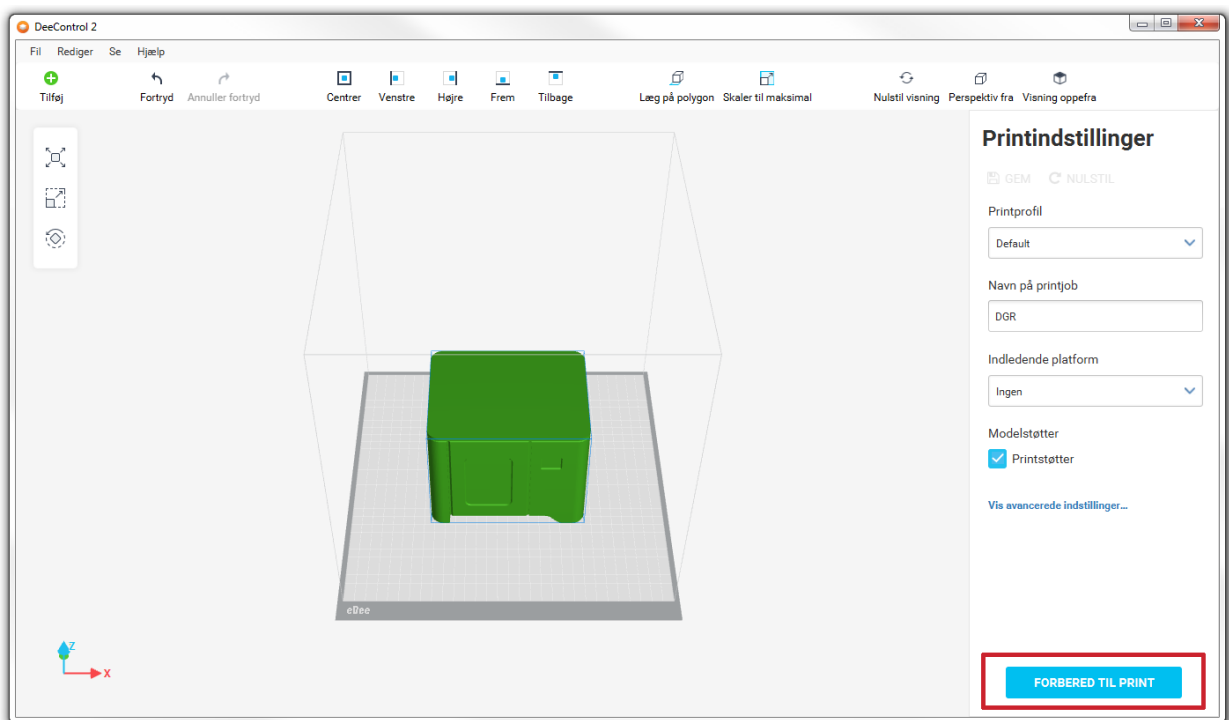 DeeControl 2
Fil Rediger Se Hjælp
Tilføj Fortryd Annuller fortryd Centrer Venstre Højre Frem Tilbage Læg på polygon Skaler til maksimal Nulstil visning Perspektiv fra Visning oppefra
Printindstillinger
GEM NULSTIL
Printprofil
Default
Navn på printjob
DGR
Indledende platform
Ingen
Modelstøtter
Printstøtter
Vis avancerede indstillinger...
eDee
Z
X
FORBERED TIL PRINT